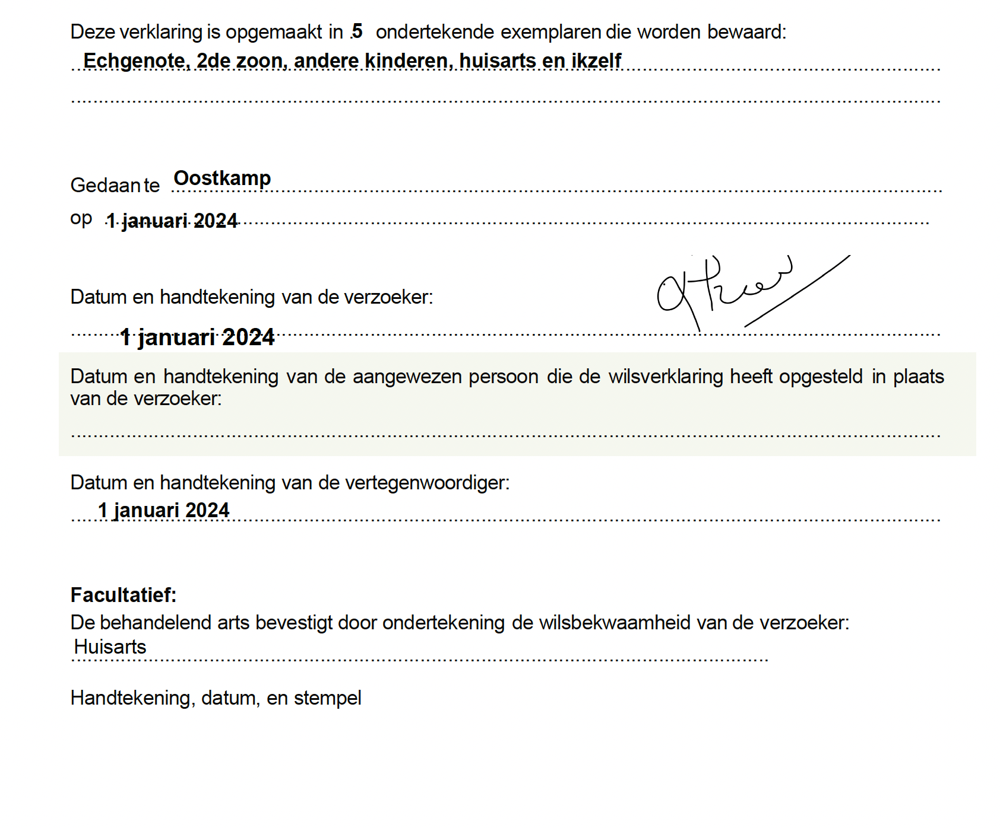 Deze verklaring is opgemaakt in .5 ondertekende exemplaren die worden bewaard:
Echgenote, 2de zoon, andere kinderen, huisarts en ikzelf
Gedaan te Oostkamp
op 1 januari 2024
Datum en handtekening van de verzoeker:
1 januari 2024
Datum en handtekening van de aangewezen persoon die de wilsverklaring heeft opgesteld in plaats
van de verzoeker:
Datum en handtekening van de vertegenwoordiger:
1 januari 2024
Facultatief:
De behandelend arts bevestigt door ondertekening de wilsbekwaamheid van de verzoeker:
Huisarts
Handtekening, datum, en stempel